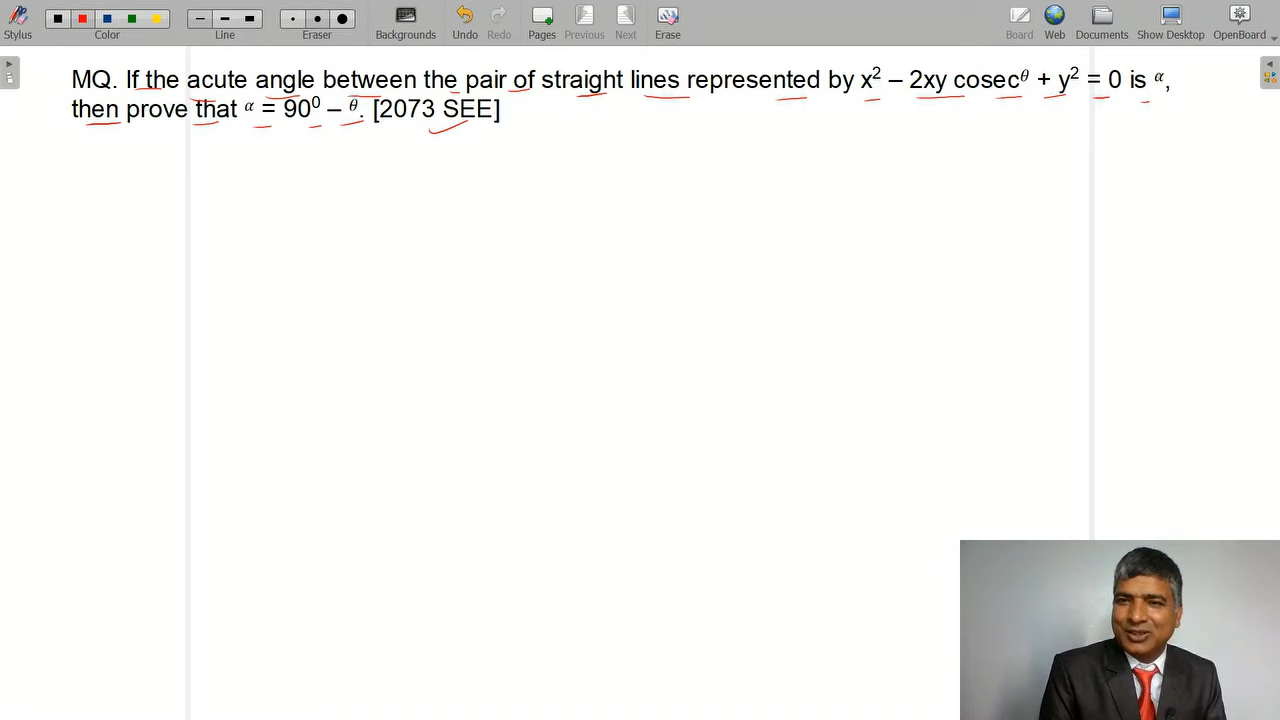 Stylus Color Line Eraser Backgrounds Undo Redo Pages Previous Next Erase Board Web Documents Show Desktop OpenBoard
MQ. If the acute angle between the pair of straight lines represented by x² – 2xy cosecθ + y² = 0 is α,
then prove that α = 90⁰ – θ. [2073 SEE]